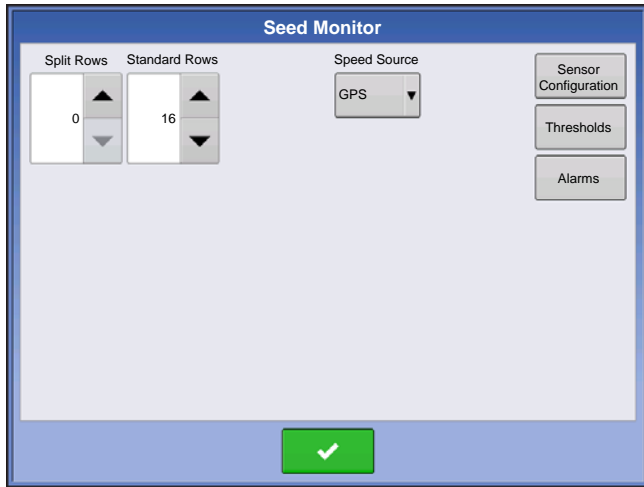 Seed Monitor
Split Rows
Standard Rows
Speed Source
0
16
GPS
Sensor
Configuration
Thresholds
Alarms